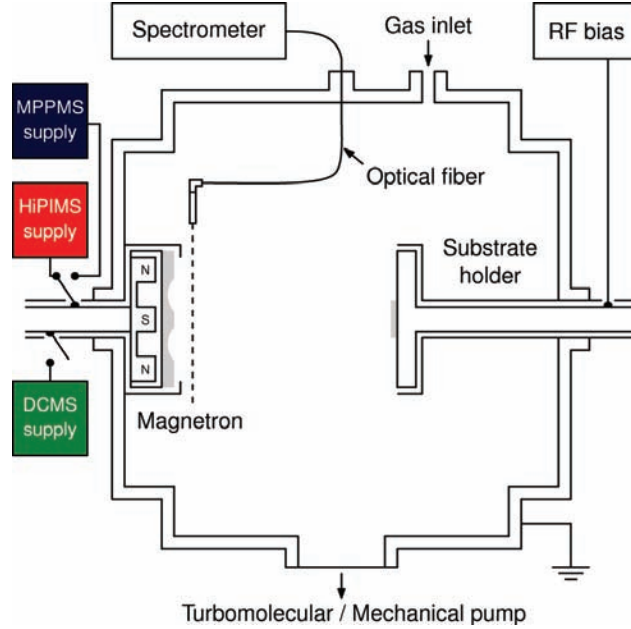 Spectrometer
Gas inlet
RF bias
MPPMS
supply
Optical fiber
HiPIMS
supply
Substrate
holder
N
S
N
DCMS
supply
Magnetron
Turbomolecular / Mechanical pump